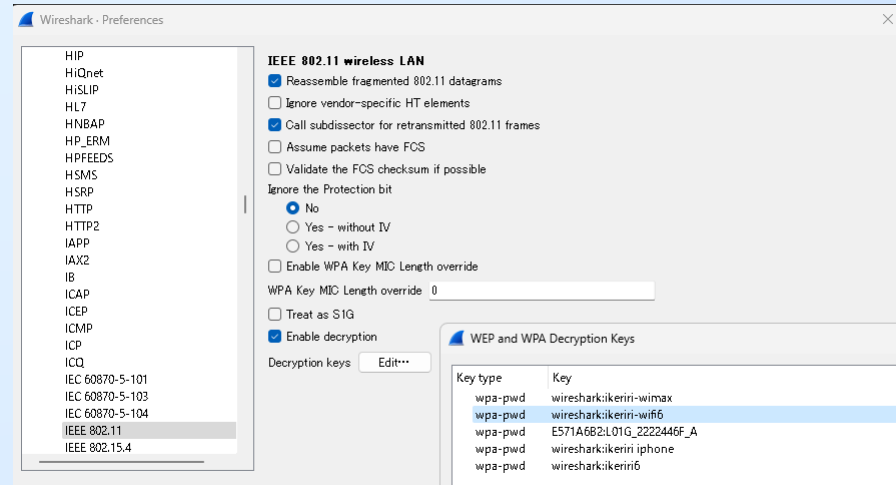 Wireshark · Preferences
HIP
HiQnet
HiSLIP
HL7
HNBAP
HP_ERM
HPFEEDS
HSMS
HSRP
HTTP
HTTP2
IAPP
IAX2
IB
ICAP
ICEP
ICMP
ICP
ICQ
IEC 60870-5-101
IEC 60870-5-103
IEC 60870-5-104
IEEE 802.11
IEEE 802.15.4
IEEE 802.11 wireless LAN
Reassemble fragmented 802.11 datagrams
Ignore vendor-specific HT elements
Call subdissector for retransmitted 802.11 frames
Assume packets have FCS
Validate the FCS checksum if possible
Ignore the Protection bit
No
Yes - without IV
Yes - with IV
Enable WPA Key MIC Length override
WPA Key MIC Length override 0
Treat as S1G
Enable decryption
Decryption keys Edit...
WEP and WPA Decryption Keys
Key type Key
wpa-pwd wireshark:ikeriri-wimax
wpa-pwd wireshark:ikeriri-wifi6
wpa-pwd E571A6B2:L01G_2222446F_A
wpa-pwd wireshark:ikeriri iphone
wpa-pwd wireshark:ikeriri6